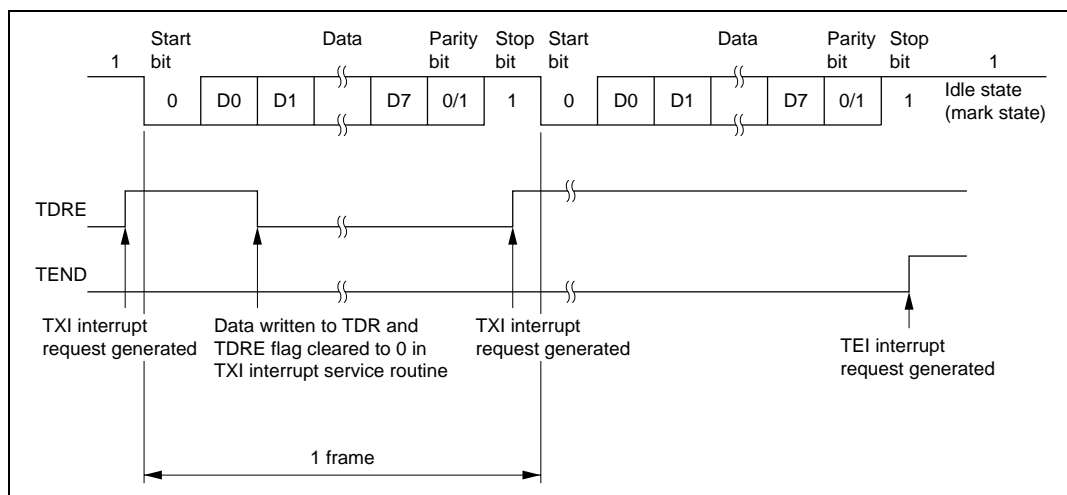 Start bit
Data
Parity bit
Stop bit
Start bit
Data
Parity bit
Stop bit
1
1
0
D0
D1
D7
0/1
1
0
D0
D1
D7
0/1
1
Idle state
(mark state)
TDRE
TEND
TXI interrupt
request generated
Data written to TDR and
TDRE flag cleared to 0 in
TXI interrupt service routine
TXI interrupt
request generated
TEI interrupt
request generated
1 frame